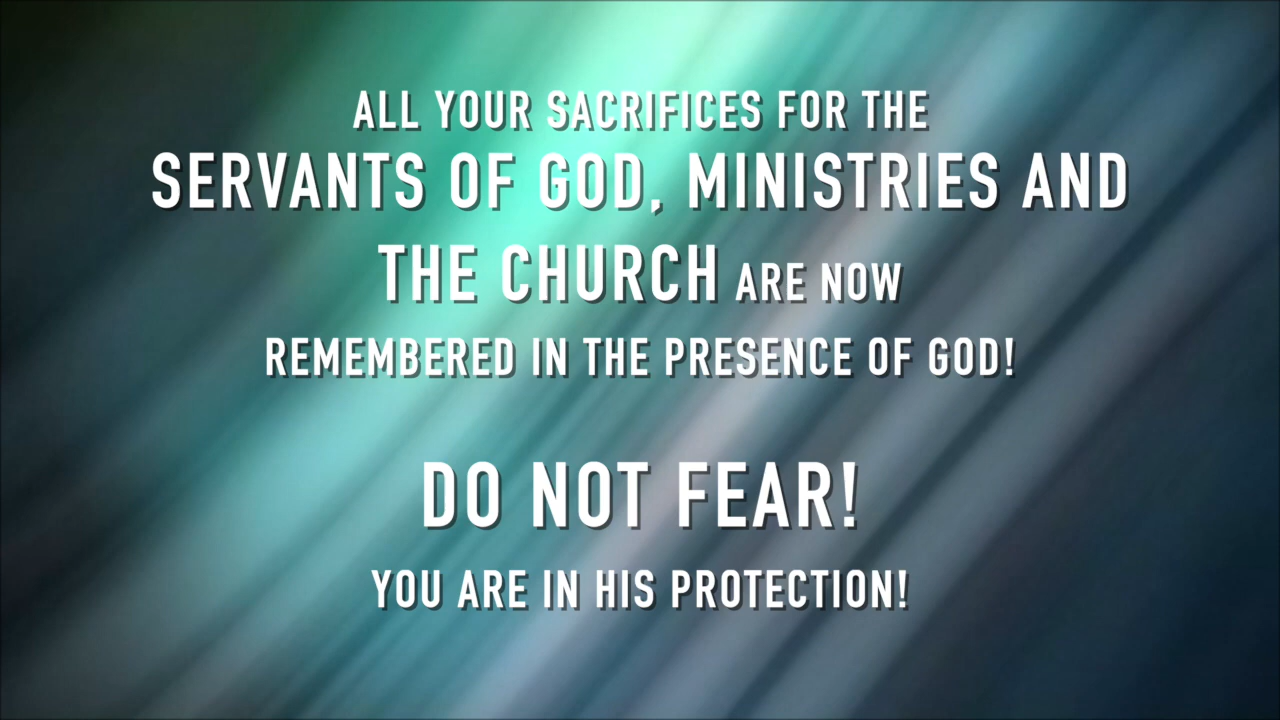 ALL YOUR SACRIFICES FOR THE
SERVANTS OF GOD, MINISTRIES AND
THE CHURCH ARE NOW
REMEMBERED IN THE PRESENCE OF GOD!
DO NOT FEAR!
YOU ARE IN HIS PROTECTION!